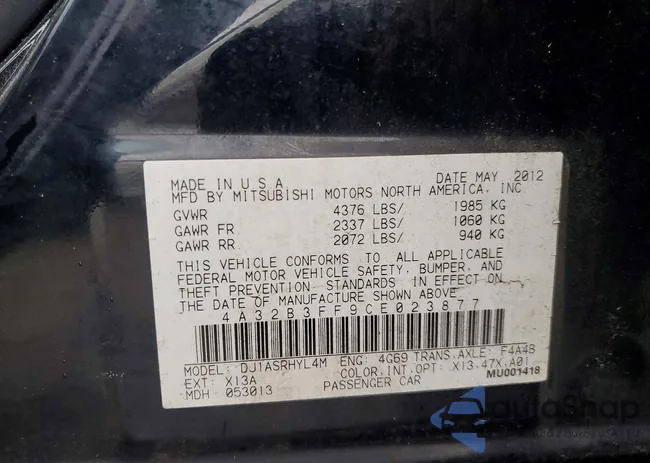 MADE IN U.S.A DATE MAY 2012
MFD BY MITSUBISHI MOTORS NORTH AMERICA, INC
GVWR 4376 LBS/ 1985 KG
GAWR FR 2337 LBS/ 1060 KG
GAWR RR 2072 LBS/ 940 KG
THIS VEHICLE CONFORMS TO ALL APPLICABLE
FEDERAL MOTOR VEHICLE SAFETY, BUMPER, AND
THEFT PREVENTION STANDARDS IN EFFECT ON
THE DATE OF MANUFACTURE SHOWN ABOVE
4A32B3FF9CE023877
MODEL: DJ1ASRHYL4M ENG: 4G69 TRANS.AXLE: F4A4B
EXT: X13A COLOR,INT.OPT: X13.47X.A01
MDH 053013 PASSENGER CAR MU001418
autoShap